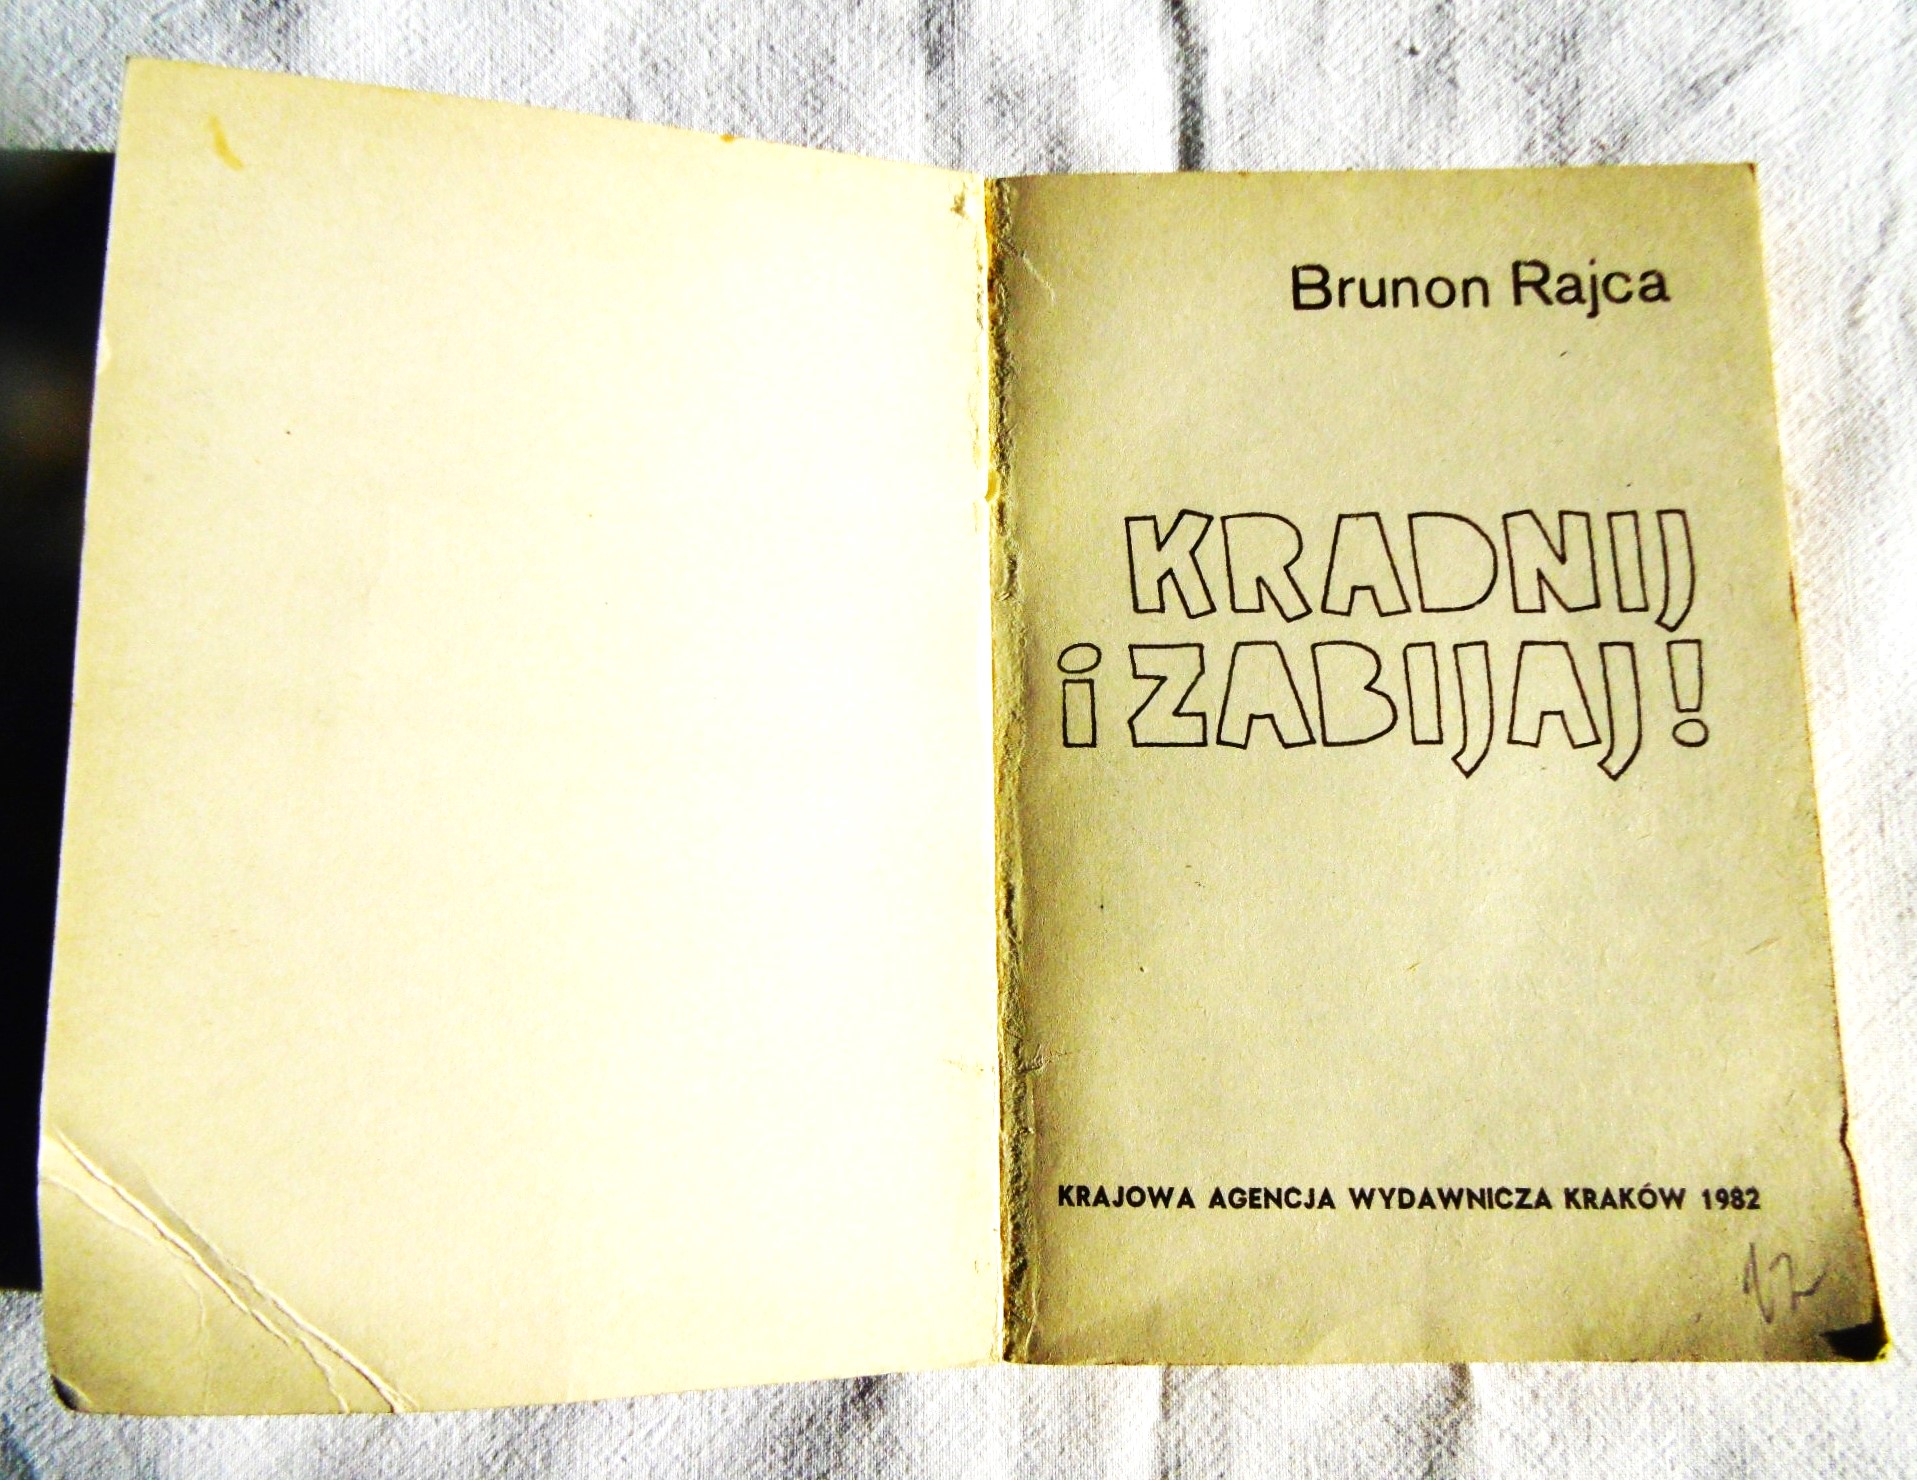 Brunon Rajca
KRADNIJ
i ZABIJAJ!
KRAJOWA AGENCJA WYDAWNICZA KRAKÓW 1982